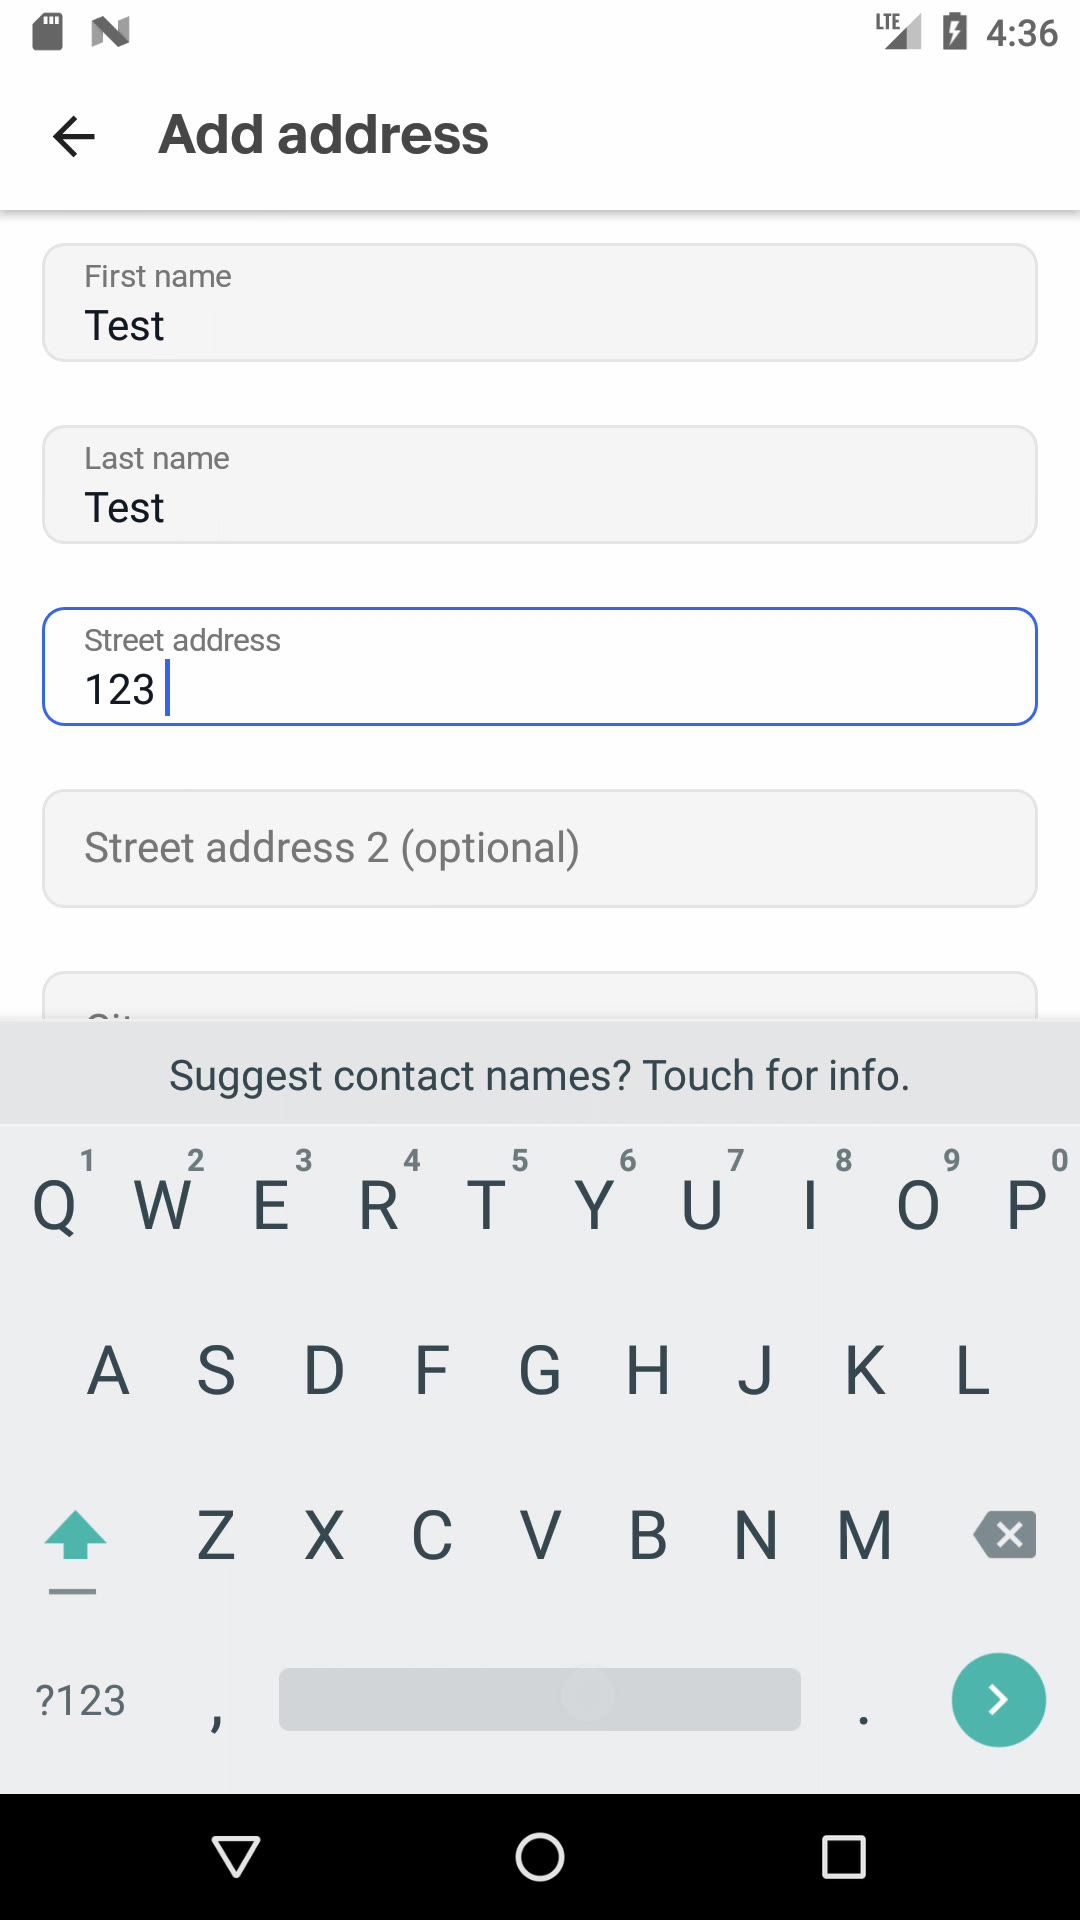 LTE 4:36
Add address
First name
Test
Last name
Test
Street address
123
Street address 2 (optional)
Suggest contact names? Touch for info.
1 2 3 4 5 6 7 8 9 0
Q W E R T Y U I O P
A S D F G H J K L
Z X C V B N M
?123 , .